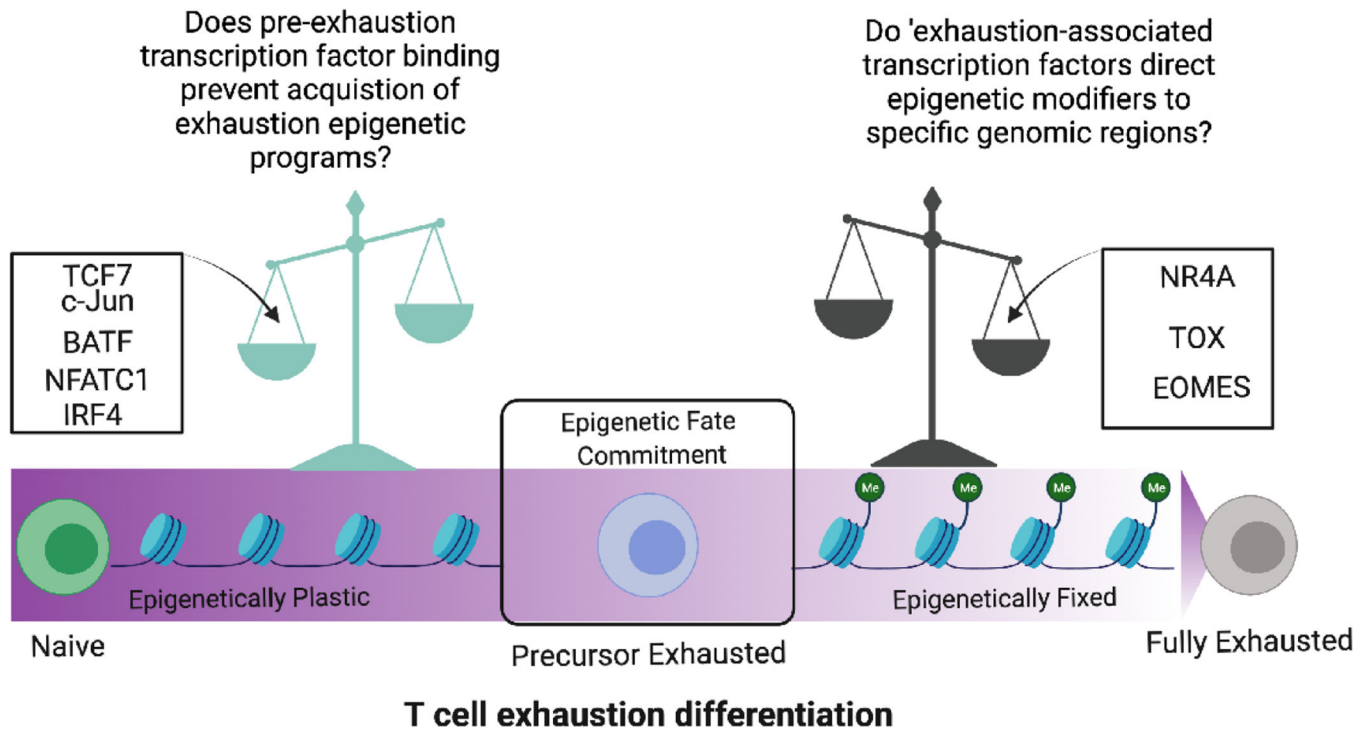 Does pre-exhaustion
transcription factor binding
prevent acquistion of
exhaustion epigenetic
programs?
Do 'exhaustion-associated
transcription factors direct
epigenetic modifiers to
specific genomic regions?
TCF7
c-Jun
BATF
NFATC1
IRF4
NR4A
TOX
EOMES
Epigenetic Fate
Commitment
Me
Me
Me
Me
Epigenetically Plastic
Epigenetically Fixed
Naive
Precursor Exhausted
Fully Exhausted
T cell exhaustion differentiation